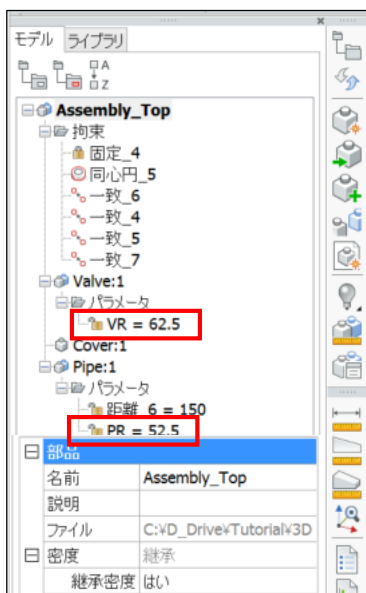 モデル ライブラリ
A
Z
Assembly_Top
拘束
固定_4
同心円_5
一致_6
一致_4
一致_5
一致_7
Valve:1
パラメータ
VR = 62.5
Cover:1
Pipe:1
パラメータ
距離_6 = 150
PR = 52.5
部品
名前 Assembly_Top
説明
ファイル C:¥D_Drive¥Tutorial¥3D
密度 継承
継承密度 はい